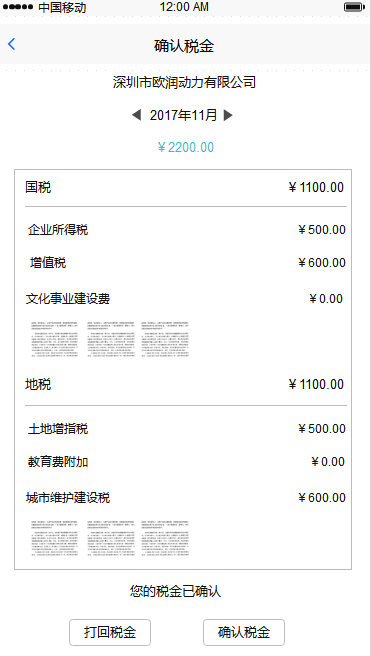 中国移动 12:00 AM
确认税金
深圳市欧润动力有限公司
2017年11月
￥2200.00
国税 ￥1100.00
企业所得税 ￥500.00
增值税 ￥600.00
文化事业建设费 ￥0.00
地税 ￥1100.00
土地增指税 ￥500.00
教育费附加 ￥0.00
城市维护建设税 ￥600.00
您的税金已确认
打回税金 确认税金